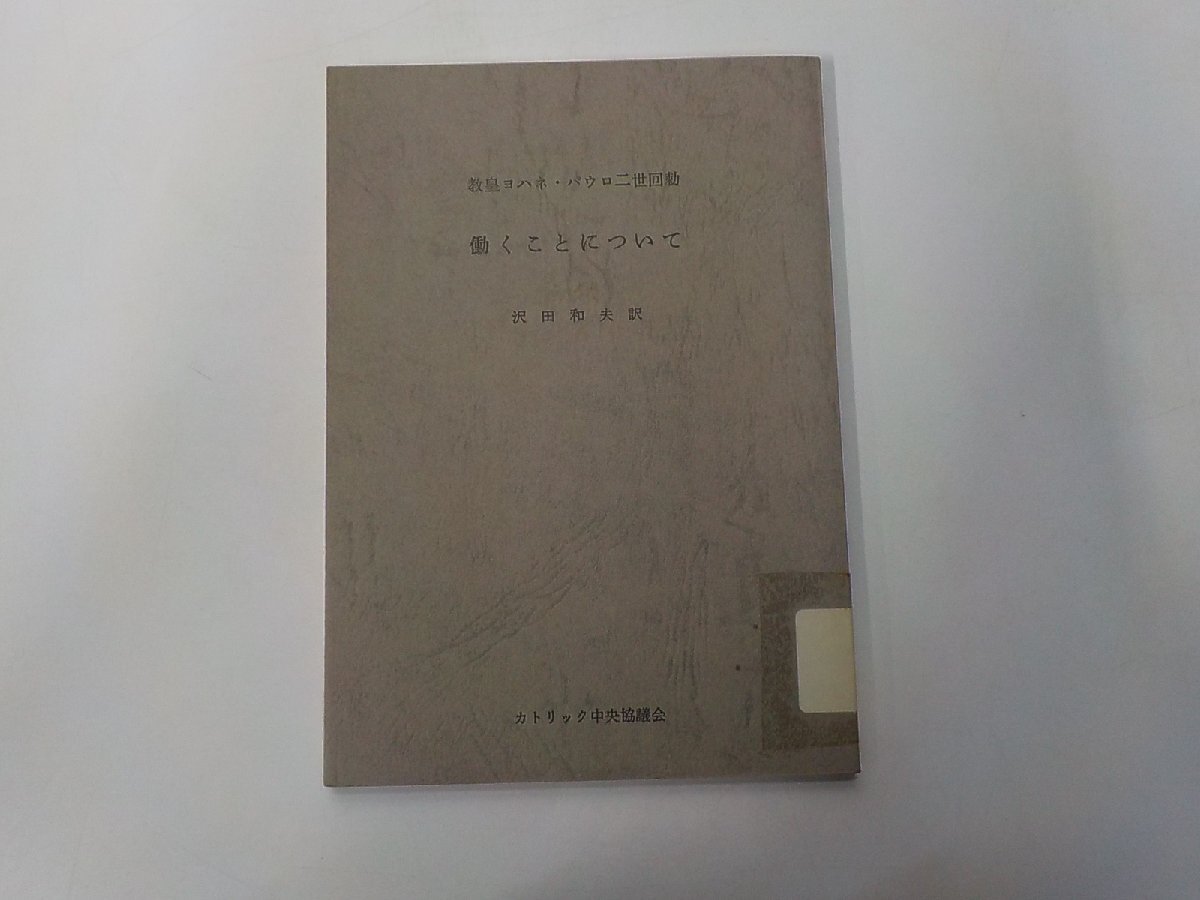 教皇ヨハネ・パウロ二世回勅
働くことについて
沢田和夫訳
カトリック中央協議会